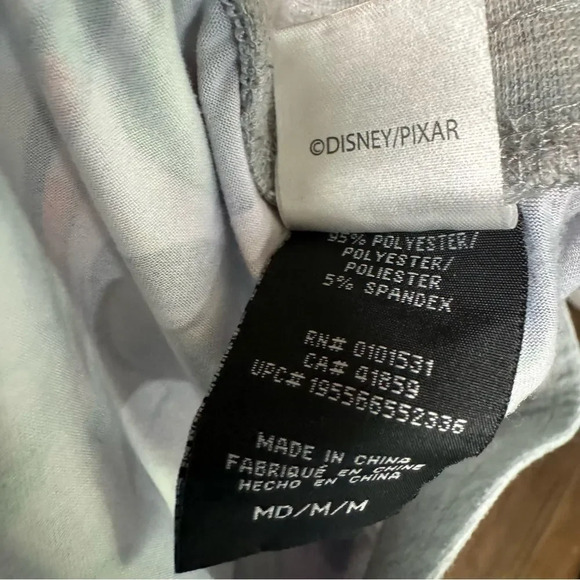 ©DISNEY/PIXAR
95% POLYESTER/
POLYESTER/
POLIESTER
5% SPANDEX
RN# 0101531
CA# 41859
UPC# 195566552336
MADE IN CHINA
FABRIQUÉ EN CHINE
HECHO EN CHINA
MD/M/M